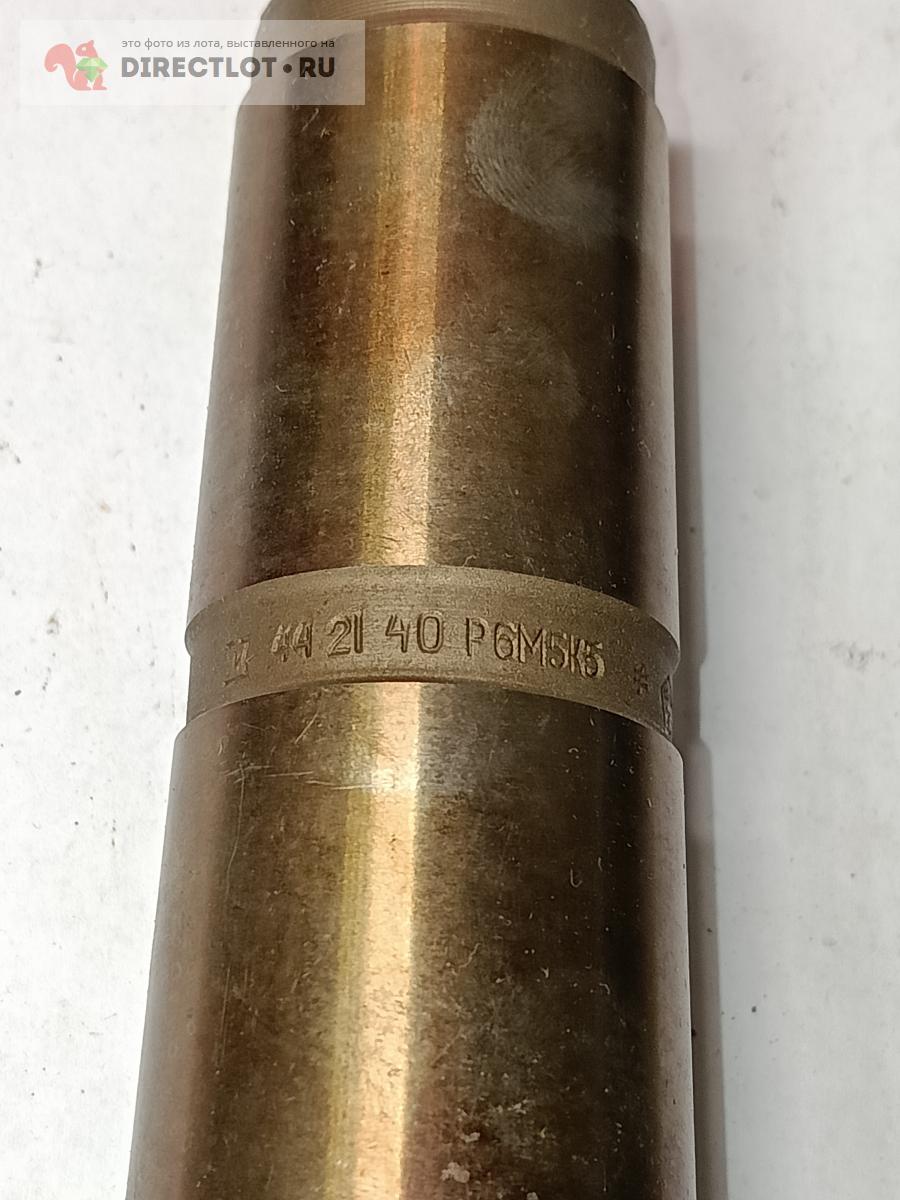 это фото из лота, выставленного на
DIRECTLOT•RU
44 21 40 Р6М5К5